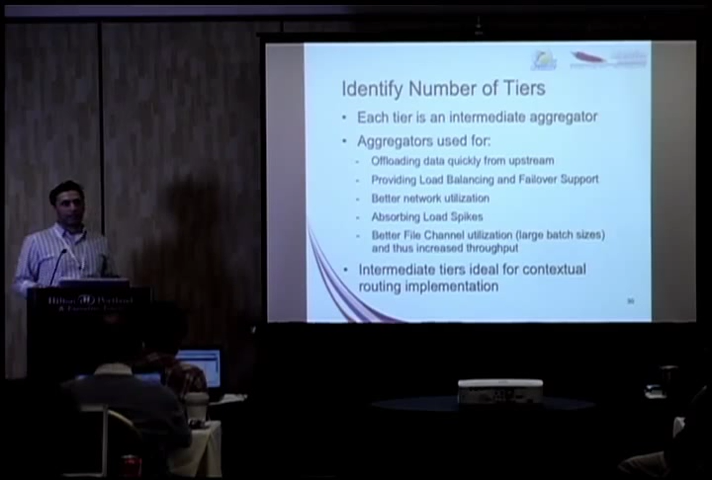 Identify Number of Tiers
• Each tier is an intermediate aggregator
• Aggregators used for:
- Offloading data quickly from upstream
- Providing Load Balancing and Failover Support
- Better network utilization
- Absorbing Load Spikes
- Better File Channel utilization (large batch sizes)
and thus increased throughput
• Intermediate tiers ideal for contextual
routing implementation
Hilton Portland